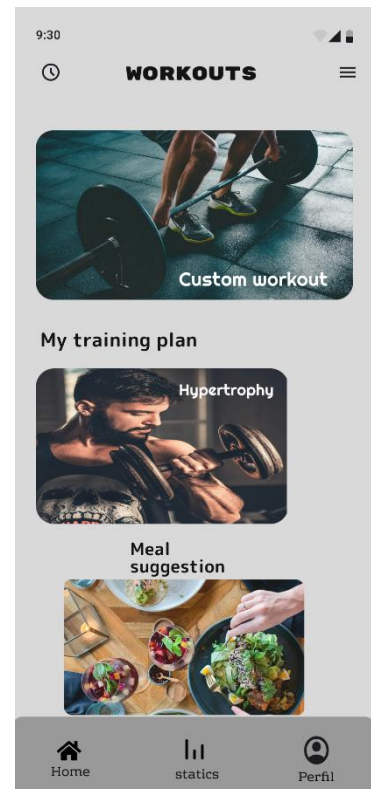 9:30
WORKOUTS
Custom workout
My training plan
Hypertrophy
Meal
suggestion
Home
statics
Perfil